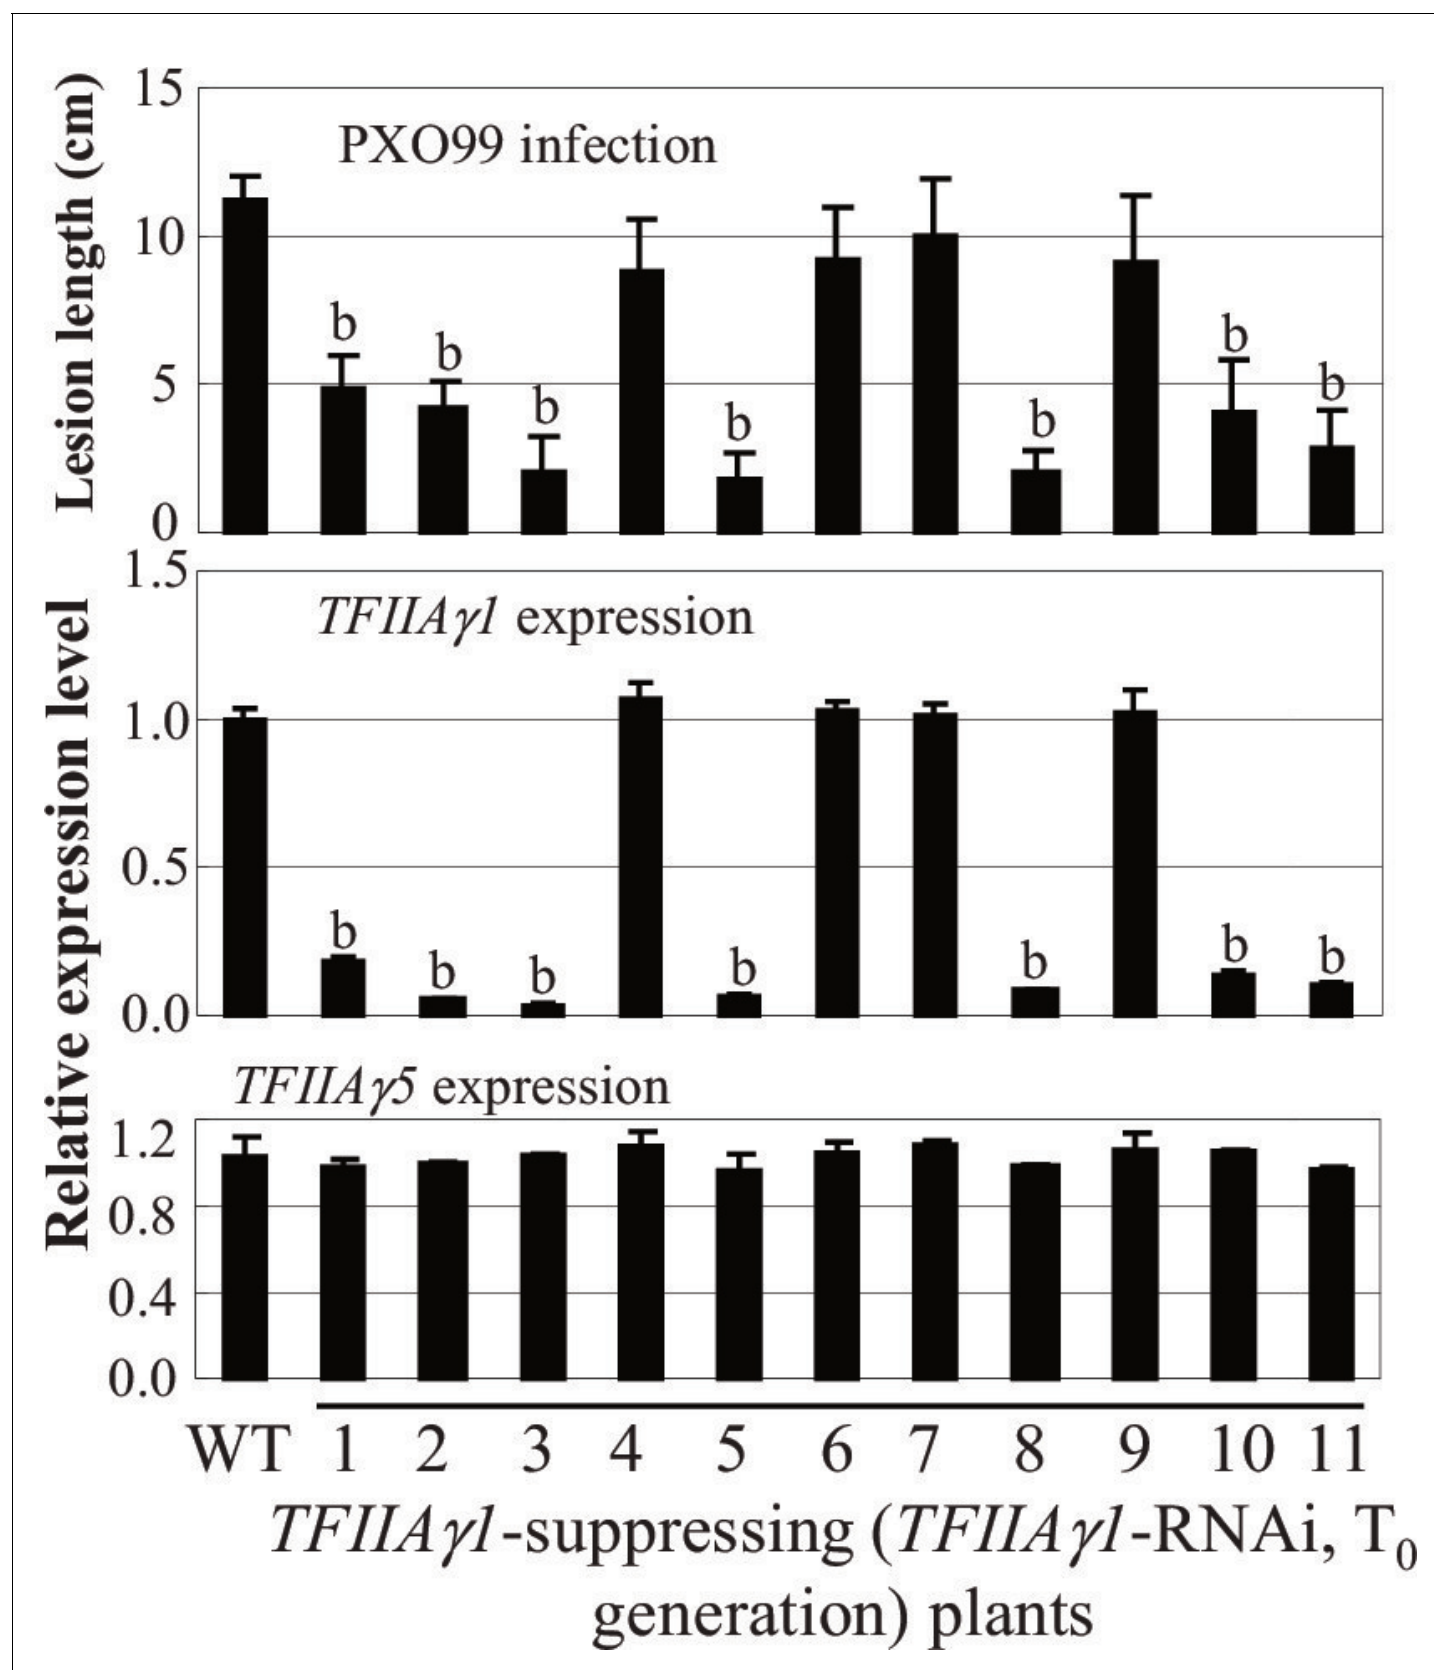 Lesion length (cm)
15
10
5
0
PXO99 infection
b
b
b
b
b
b
b
Relative expression level
1.5
1.0
0.5
0.0
TFIIAγ1 expression
b
b
b
b
b
b
b
TFIIAγ5 expression
1.2
0.8
0.4
0.0
WT 1 2 3 4 5 6 7 8 9 10 11
TFIIAγ1-suppressing (TFIIAγ1-RNAi, T0
generation) plants